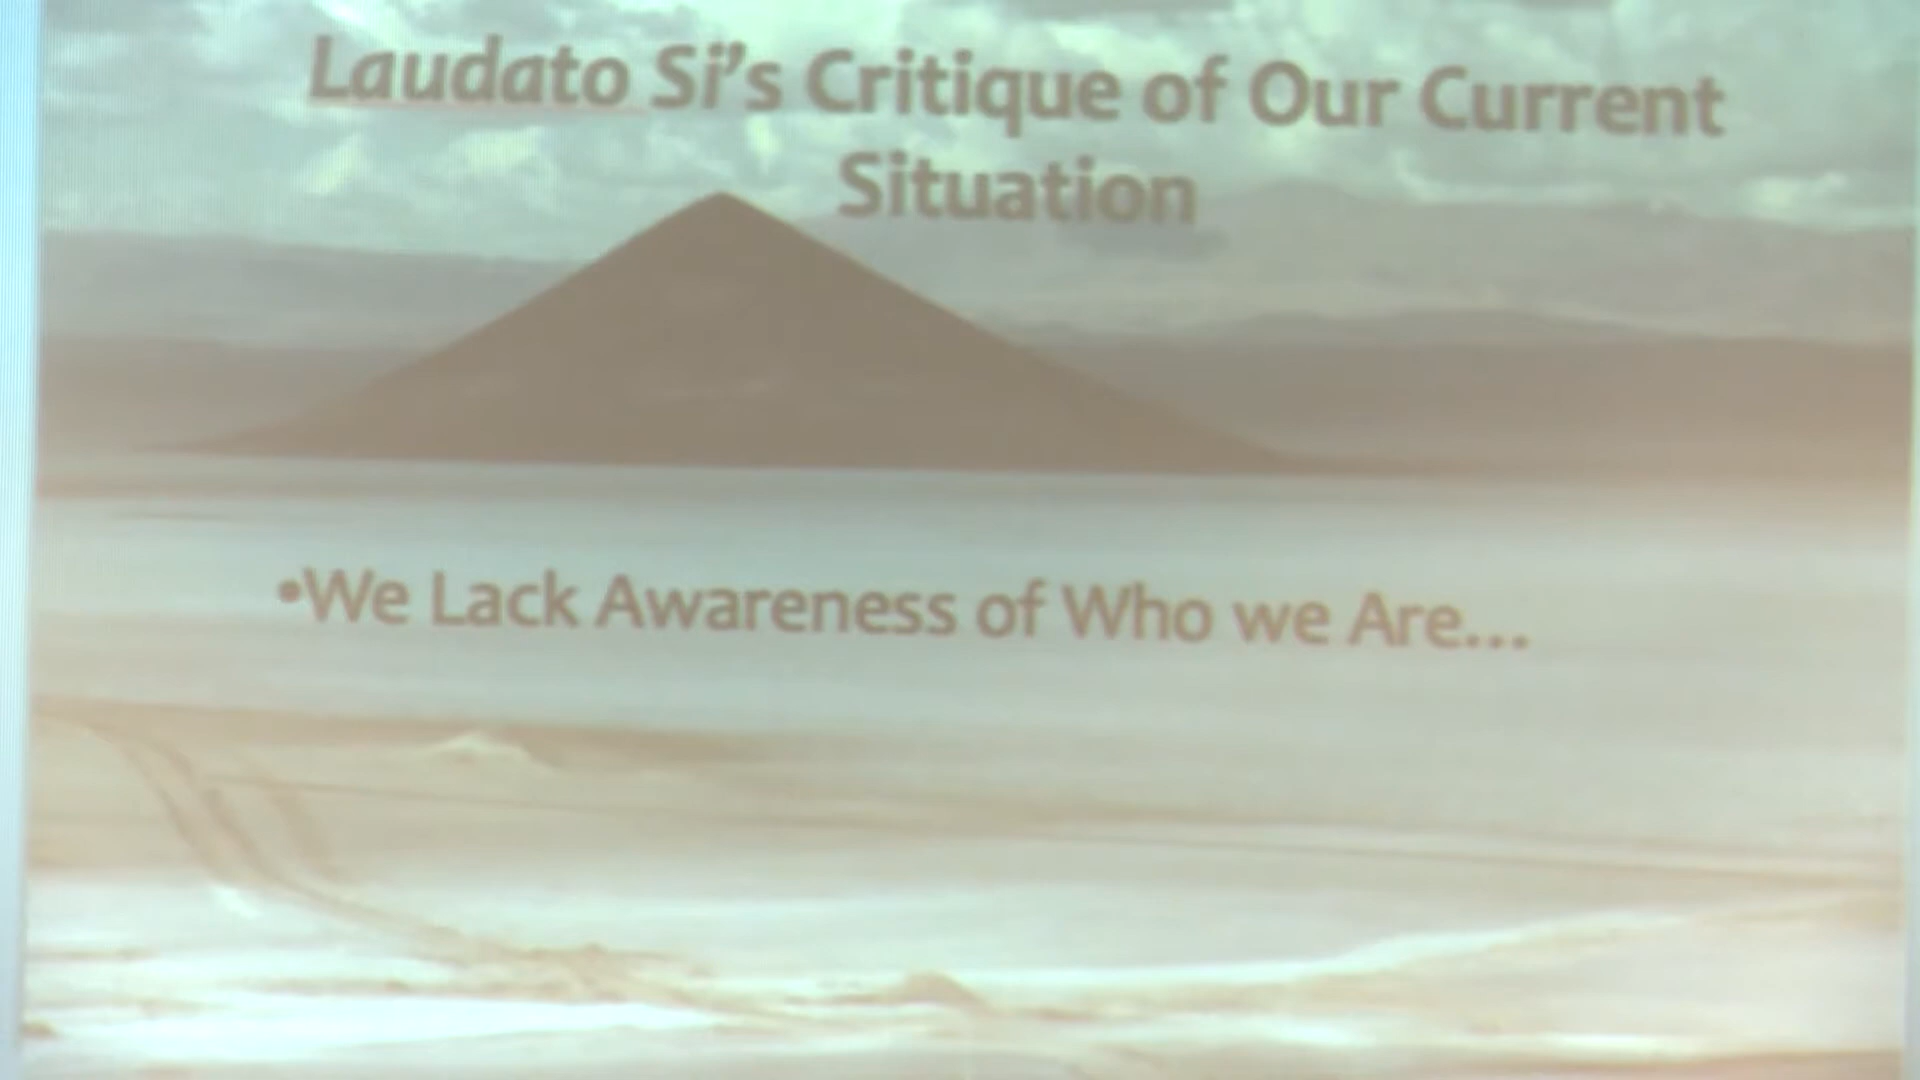 Laudato Si’'s Critique of Our Current
Situation
•We Lack Awareness of Who we Are...